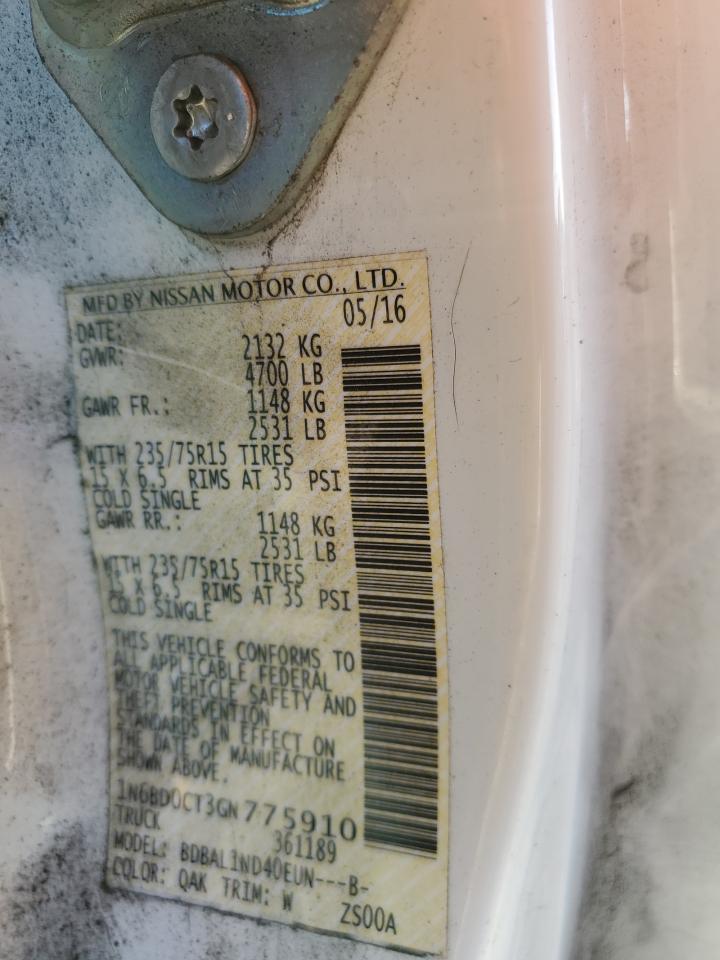 MFD BY NISSAN MOTOR CO., LTD.
DATE: 05/16
GVWR: 2132 KG
4700 LB
GAWR FR.: 1148 KG
2531 LB
WITH 235/75R15 TIRES
15 X 6.5 RIMS AT 35 PSI
COLD SINGLE
GAWR RR.: 1148 KG
2531 LB
WITH 235/75R15 TIRES
15 X 6.5 RIMS AT 35 PSI
COLD SINGLE
THIS VEHICLE CONFORMS TO
ALL APPLICABLE FEDERAL
MOTOR VEHICLE SAFETY AND
THEFT PREVENTION
STANDARDS IN EFFECT ON
THE DATE OF MANUFACTURE
SHOWN ABOVE.
1N6BD0CT3GN775910
TRUCK 361189
MODEL: BDBAL1ND40EUN---B-
COLOR: QAK TRIM: W ZS00A